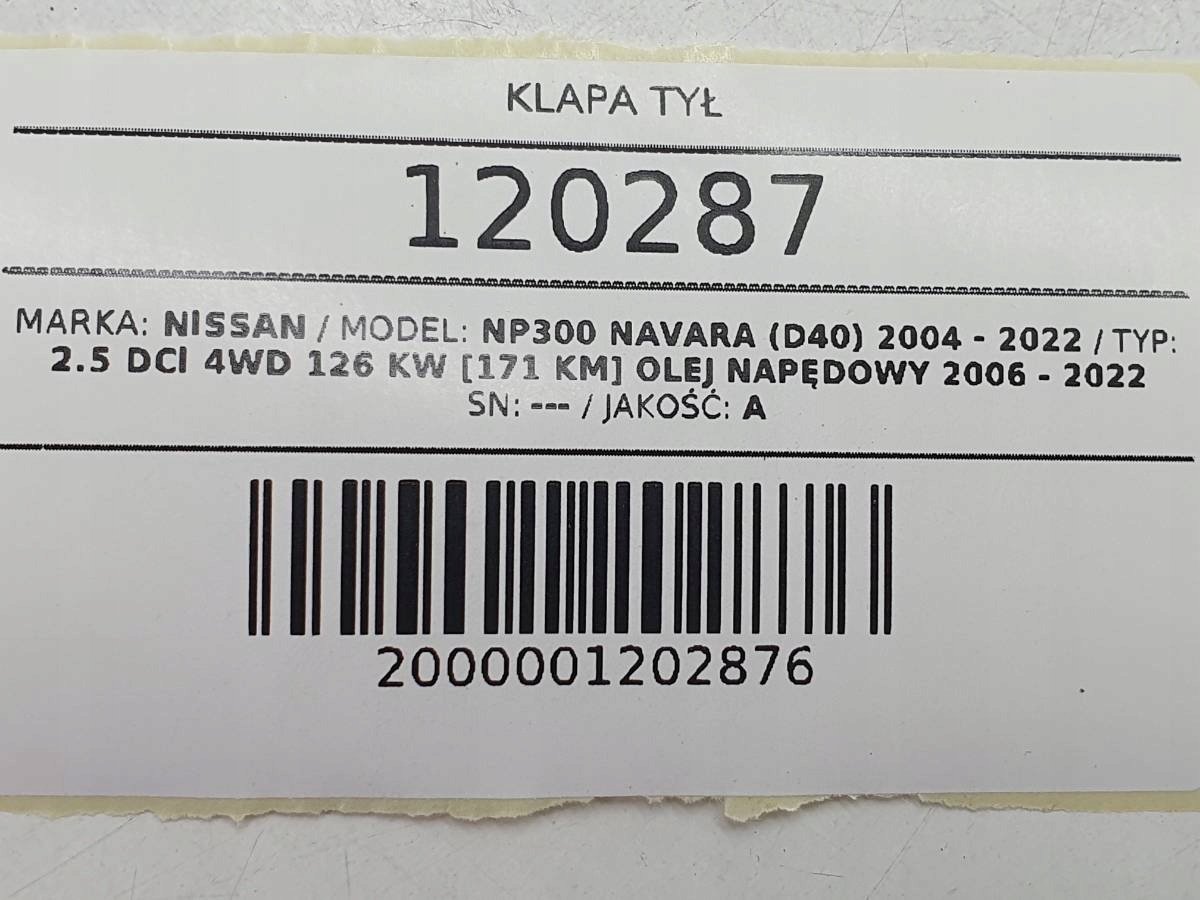 KLAPA TYŁ
120287
MARKA: NISSAN / MODEL: NP300 NAVARA (D40) 2004 - 2022 / TYP:
2.5 DCI 4WD 126 KW [171 KM] OLEJ NAPĘDOWY 2006 - 2022
SN: --- / JAKOŚĆ: A
2000001202876